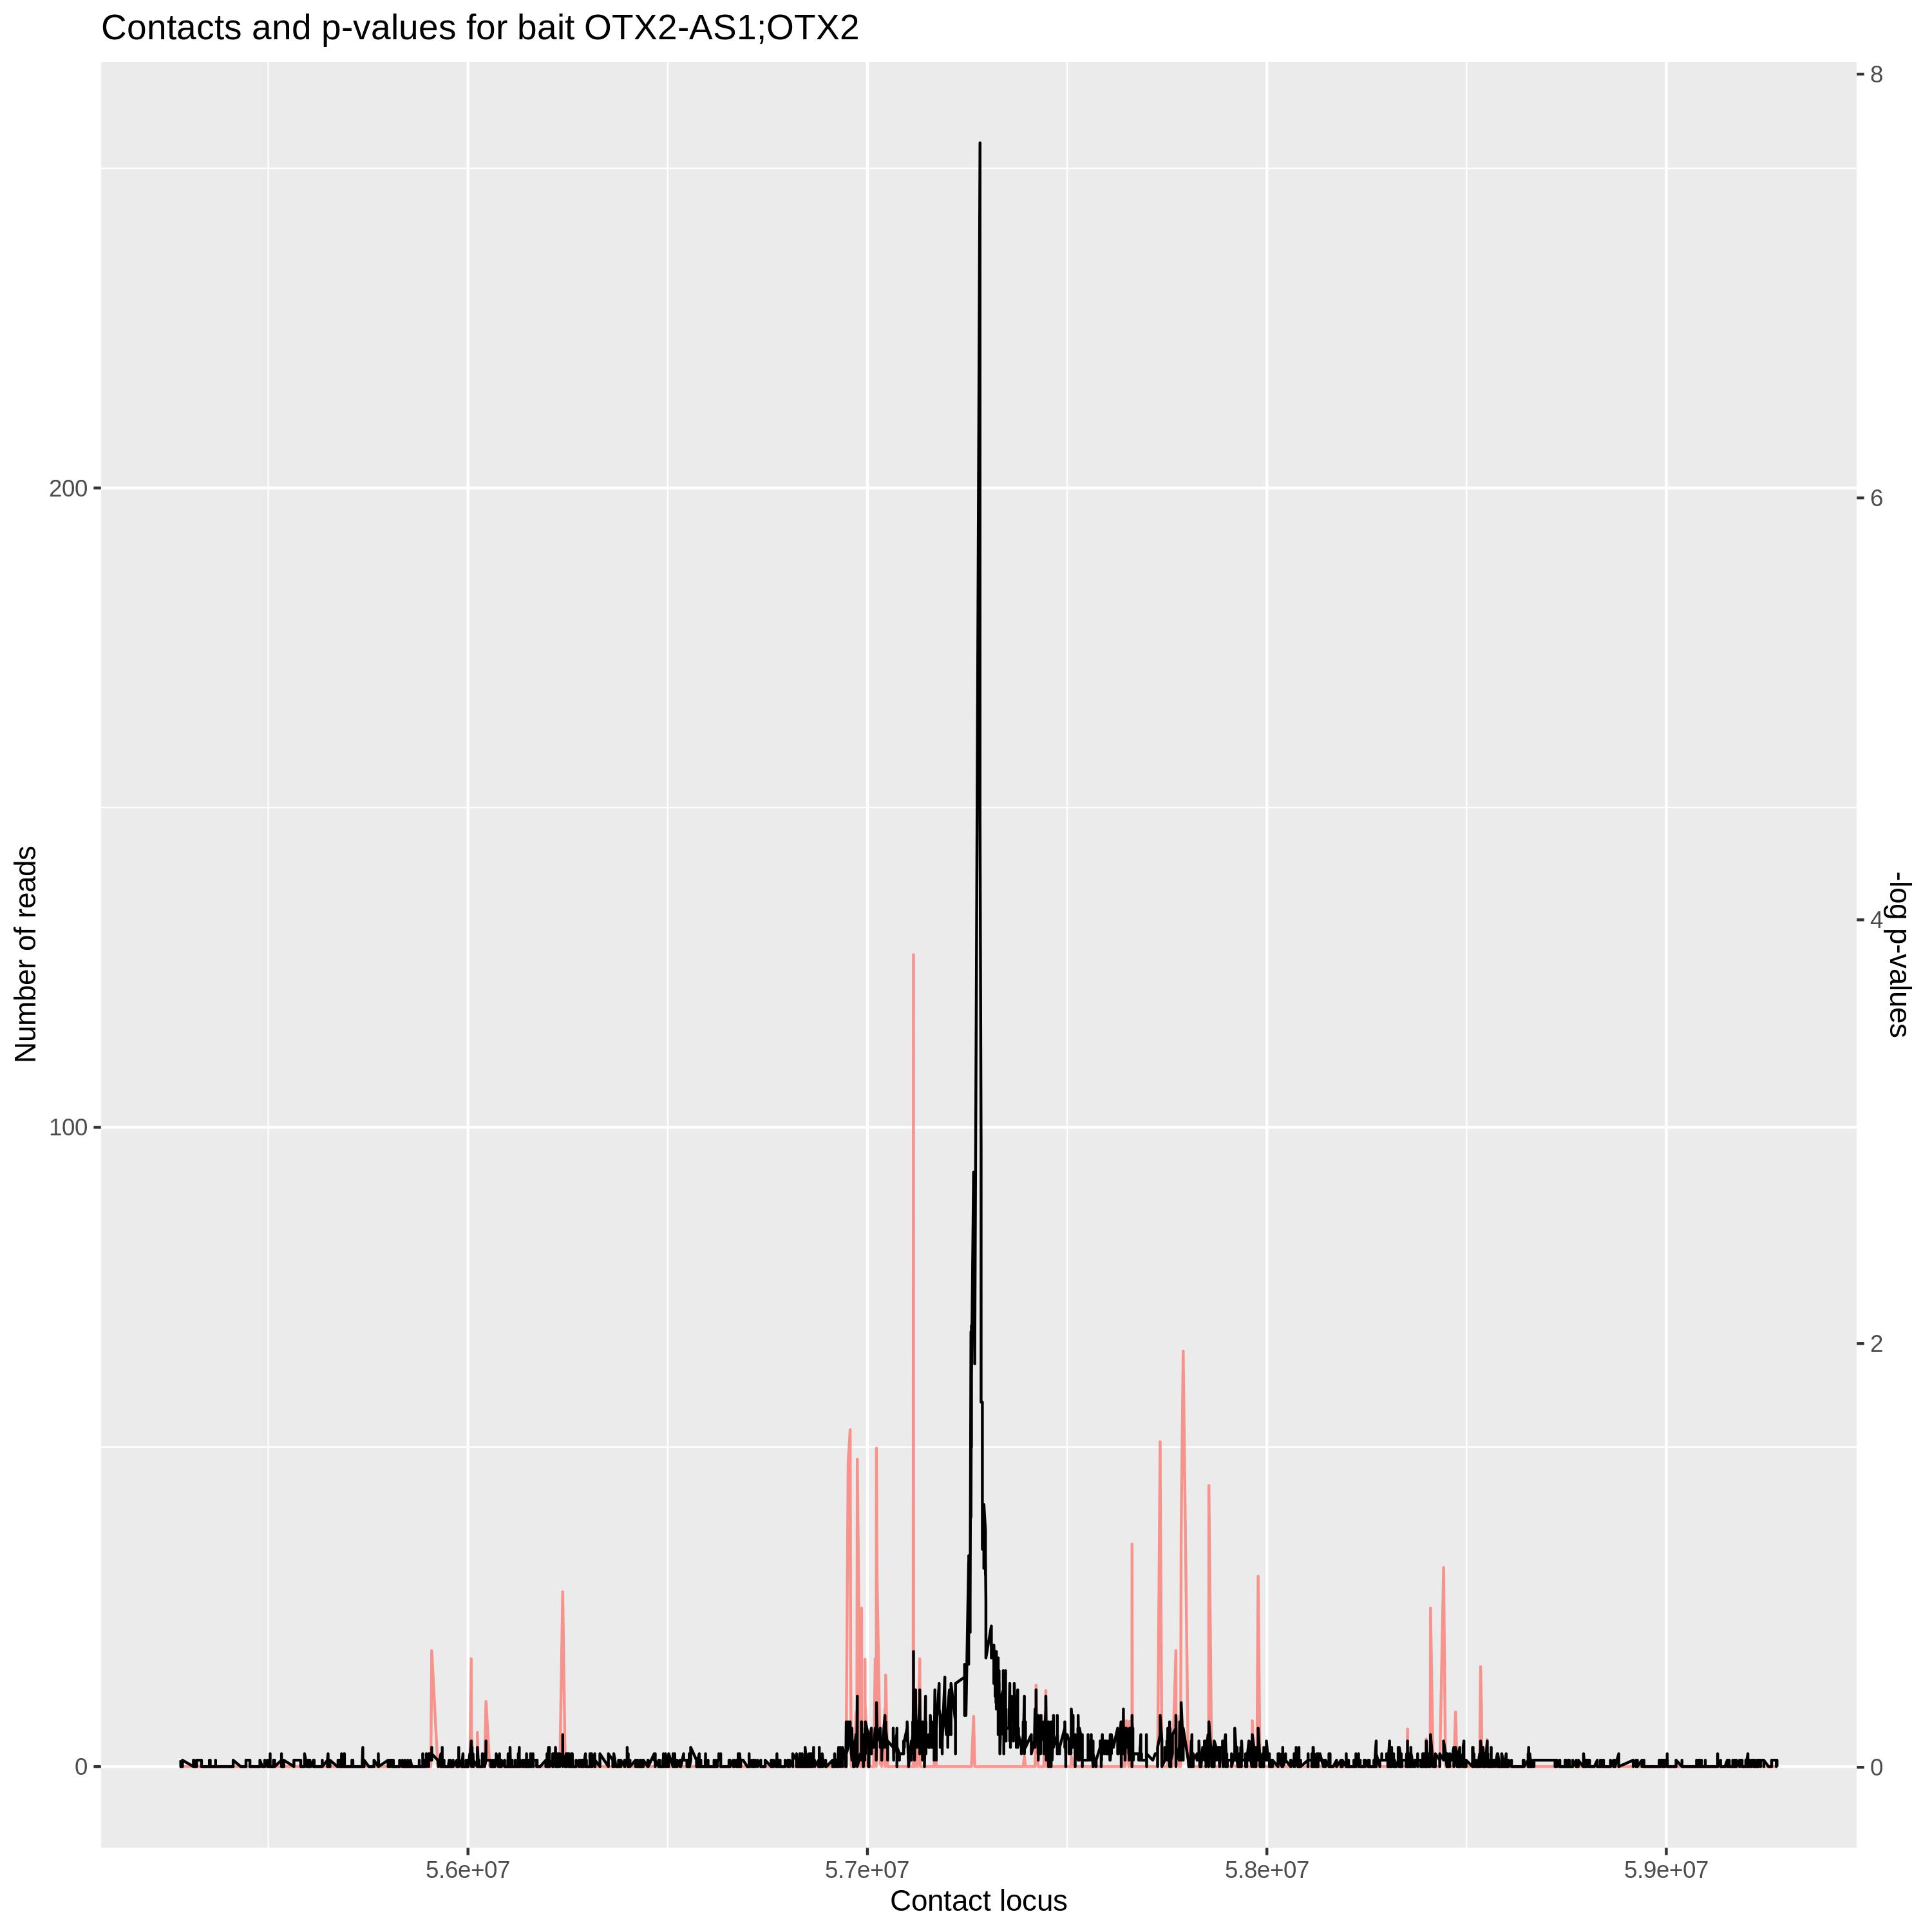 Contacts and p-values for bait OTX2-AS1;OTX2
8
200
6
Number of reads
4
-log p-values
100
2
0
0
5.6e+07
5.7e+07
5.8e+07
5.9e+07
Contact locus